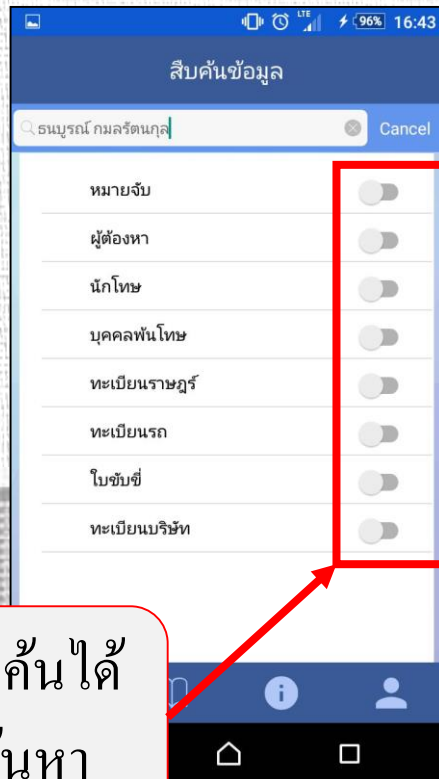 LTE 96% 16:43
สืบค้นข้อมูล
ธนบูรณ์ กมลรัตนกุล Cancel
หมายจับ
ผู้ต้องหา
นักโทษ
บุคคลพ้นโทษ
ทะเบียนราษฎร์
ทะเบียนรถ
ใบขับขี่
ทะเบียนบริษัท
ค้นได้
นหา